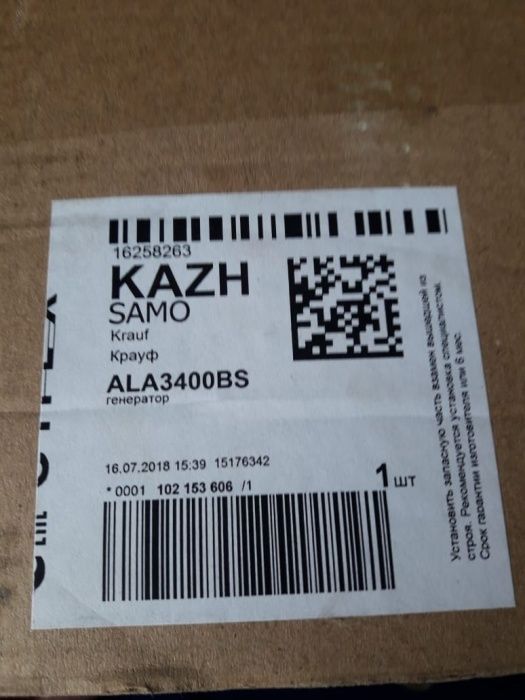 16258263
KAZH
SAMO
Krauf
Крауф
ALA3400BS
генератор
16.07.2018 15:39 15176342
* 0001 102 153 606 /1
1 шт
Установить запасную часть взамен вышедшей из
строя. Рекомендуется установка специалистом.
Срок гарантии изготовителя или 6 мес.